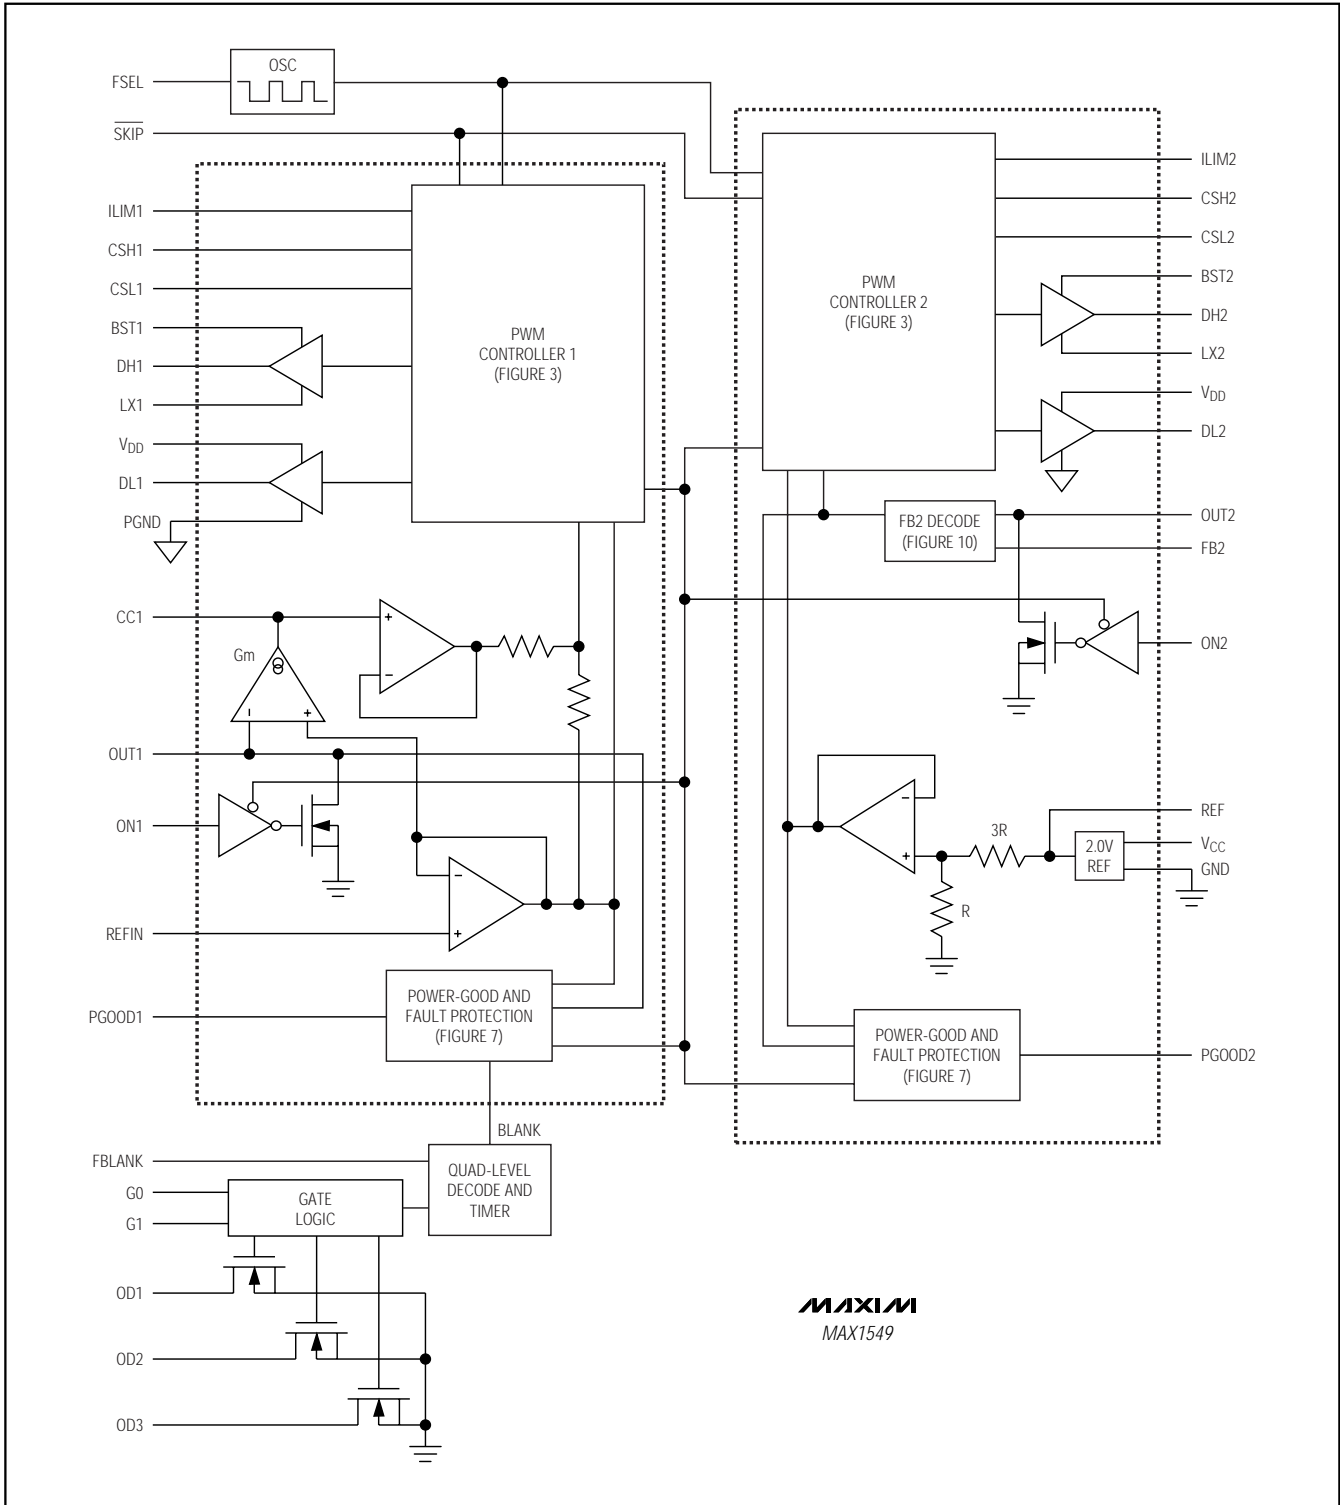 FSEL
OSC
SKIP
ILIM1
CSH1
CSL1
BST1
DH1
LX1
VDD
DL1
PGND
PWM
CONTROLLER 1
(FIGURE 3)
PWM
CONTROLLER 2
(FIGURE 3)
ILIM2
CSH2
CSL2
BST2
DH2
LX2
VDD
DL2
FB2 DECODE
(FIGURE 10)
OUT2
FB2
ON2
CC1
+
−
Gm
−
+
OUT1
ON1
−
+
REFIN
−
+
3R
R
2.0V
REF
REF
VCC
GND
PGOOD1
POWER-GOOD AND
FAULT PROTECTION
(FIGURE 7)
POWER-GOOD AND
FAULT PROTECTION
(FIGURE 7)
PGOOD2
BLANK
FBLANK
G0
G1
GATE
LOGIC
QUAD-LEVEL
DECODE AND
TIMER
OD1
OD2
OD3
MAXIM
MAX1549